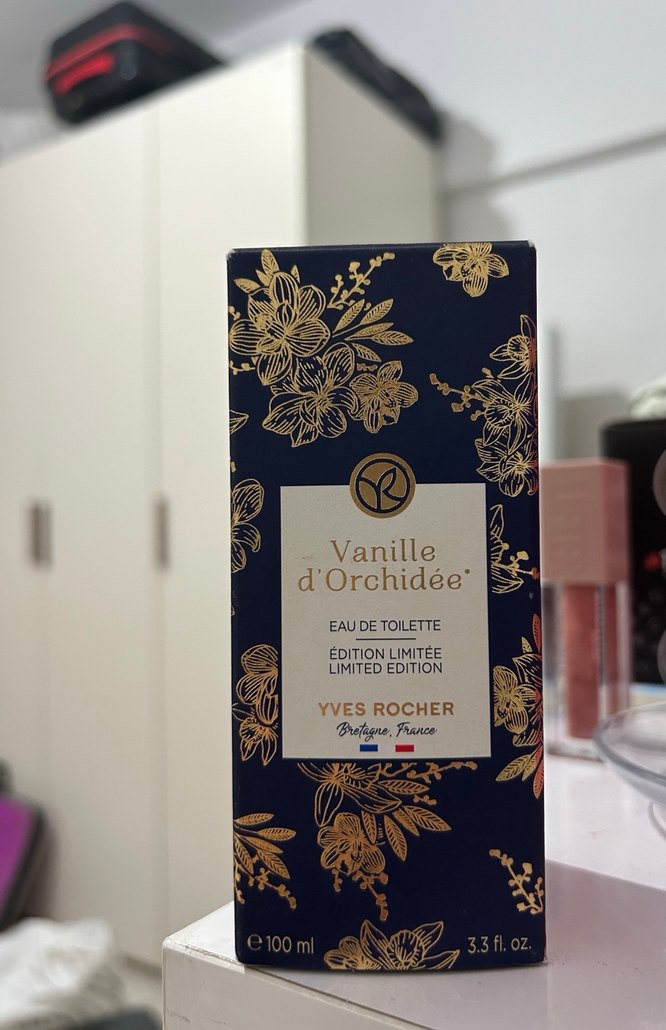 Vanille
d'Orchidée*
EAU DE TOILETTE
ÉDITION LIMITÉE
LIMITED EDITION
YVES ROCHER
Bretagne, France
℮ 100 ml
3.3 fl. oz.